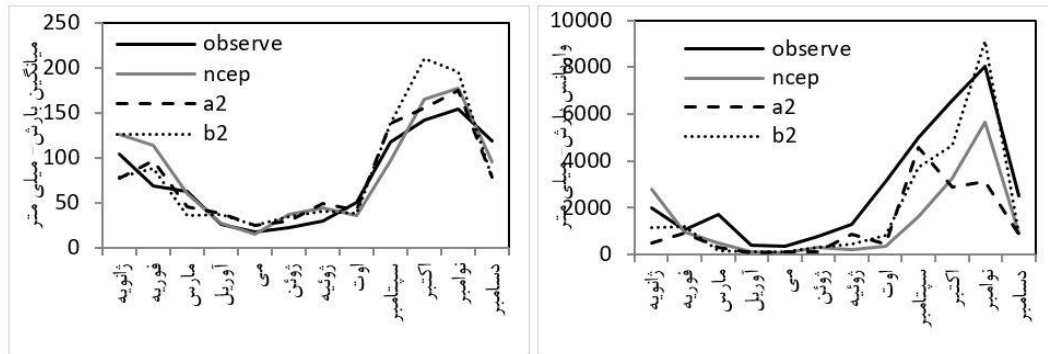 میانگین بارش- میلی متر
250
200
150
100
50
0
observe
ncep
a2
b2
ژانویه
فوریه
مارس
آوریل
می
ژوئن
ژوئیه
اوت
سپتامبر
اکتبر
نوامبر
دسامبر
واریانس بارش- میلی متر
10000
8000
6000
4000
2000
0
observe
ncep
a2
b2
ژانویه
فوریه
مارس
آوریل
می
ژوئن
ژوئیه
اوت
سپتامبر
اکتبر
نوامبر
دسامبر